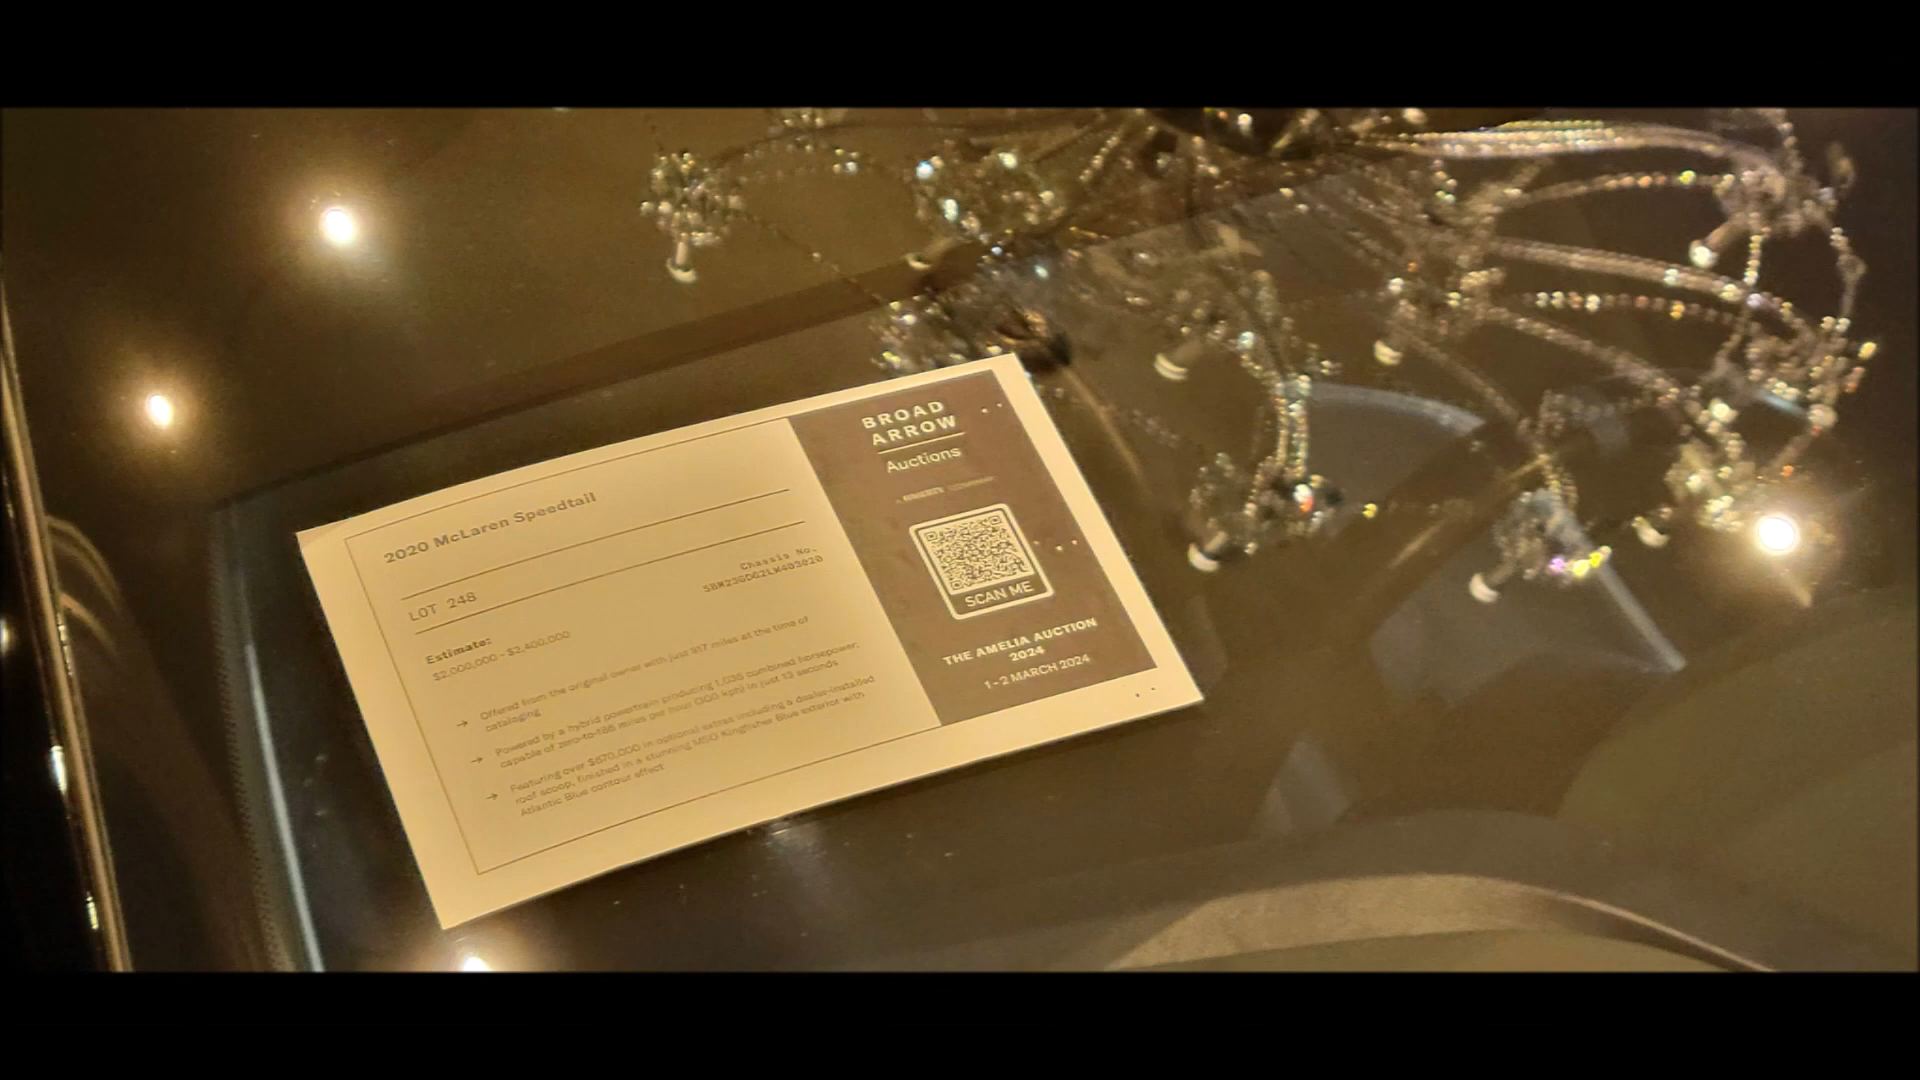 2020 McLaren Speedtail
LOT 248
Chassis No.
SBM23GDG2LW403020
Estimate:
$2,000,000 - $2,400,000
→ Offered from the original owner with just 917 miles at the time of
cataloging
→ Powered by a hybrid powertrain producing 1,036 combined horsepower;
capable of zero-to-186 miles per hour (300 kph) in just 13 seconds
→ Featuring over $670,000 in optional extras including a dealer-installed
roof scoop; finished in a stunning MSO Kingfisher Blue exterior with
Atlantic Blue contour effect
BROAD
ARROW
Auctions
A HAGERTY COMPANY
SCAN ME
THE AMELIA AUCTION
2024
1-2 MARCH 2024